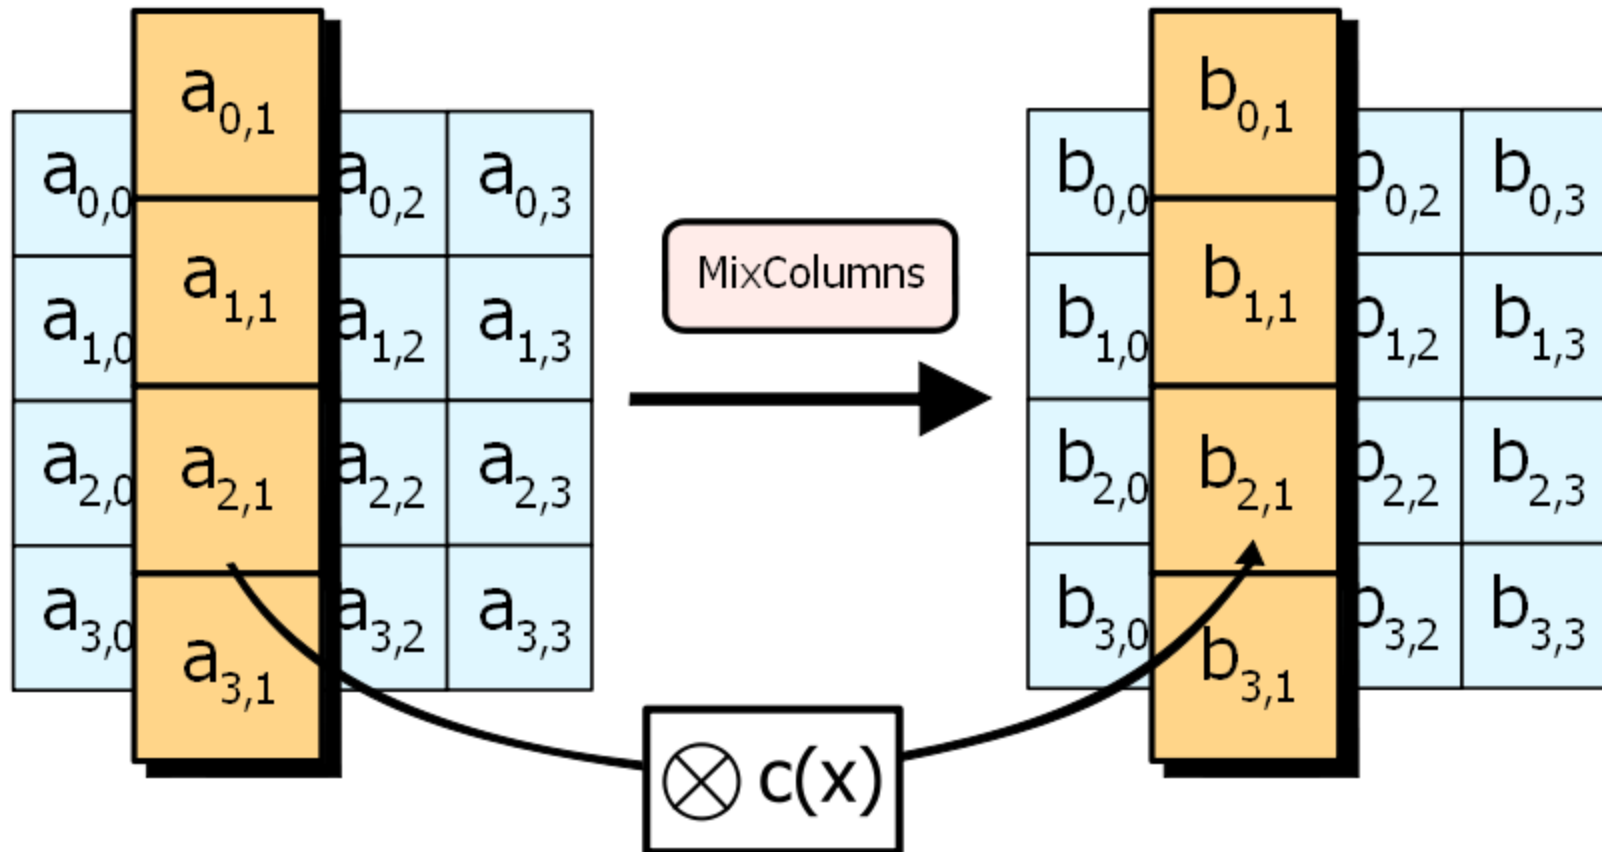 a0,0 a0,1 a0,2 a0,3
a1,0 a1,1 a1,2 a1,3
a2,0 a2,1 a2,2 a2,3
a3,0 a3,1 a3,2 a3,3
MixColumns
⊗ c(x)
b0,0 b0,1 b0,2 b0,3
b1,0 b1,1 b1,2 b1,3
b2,0 b2,1 b2,2 b2,3
b3,0 b3,1 b3,2 b3,3